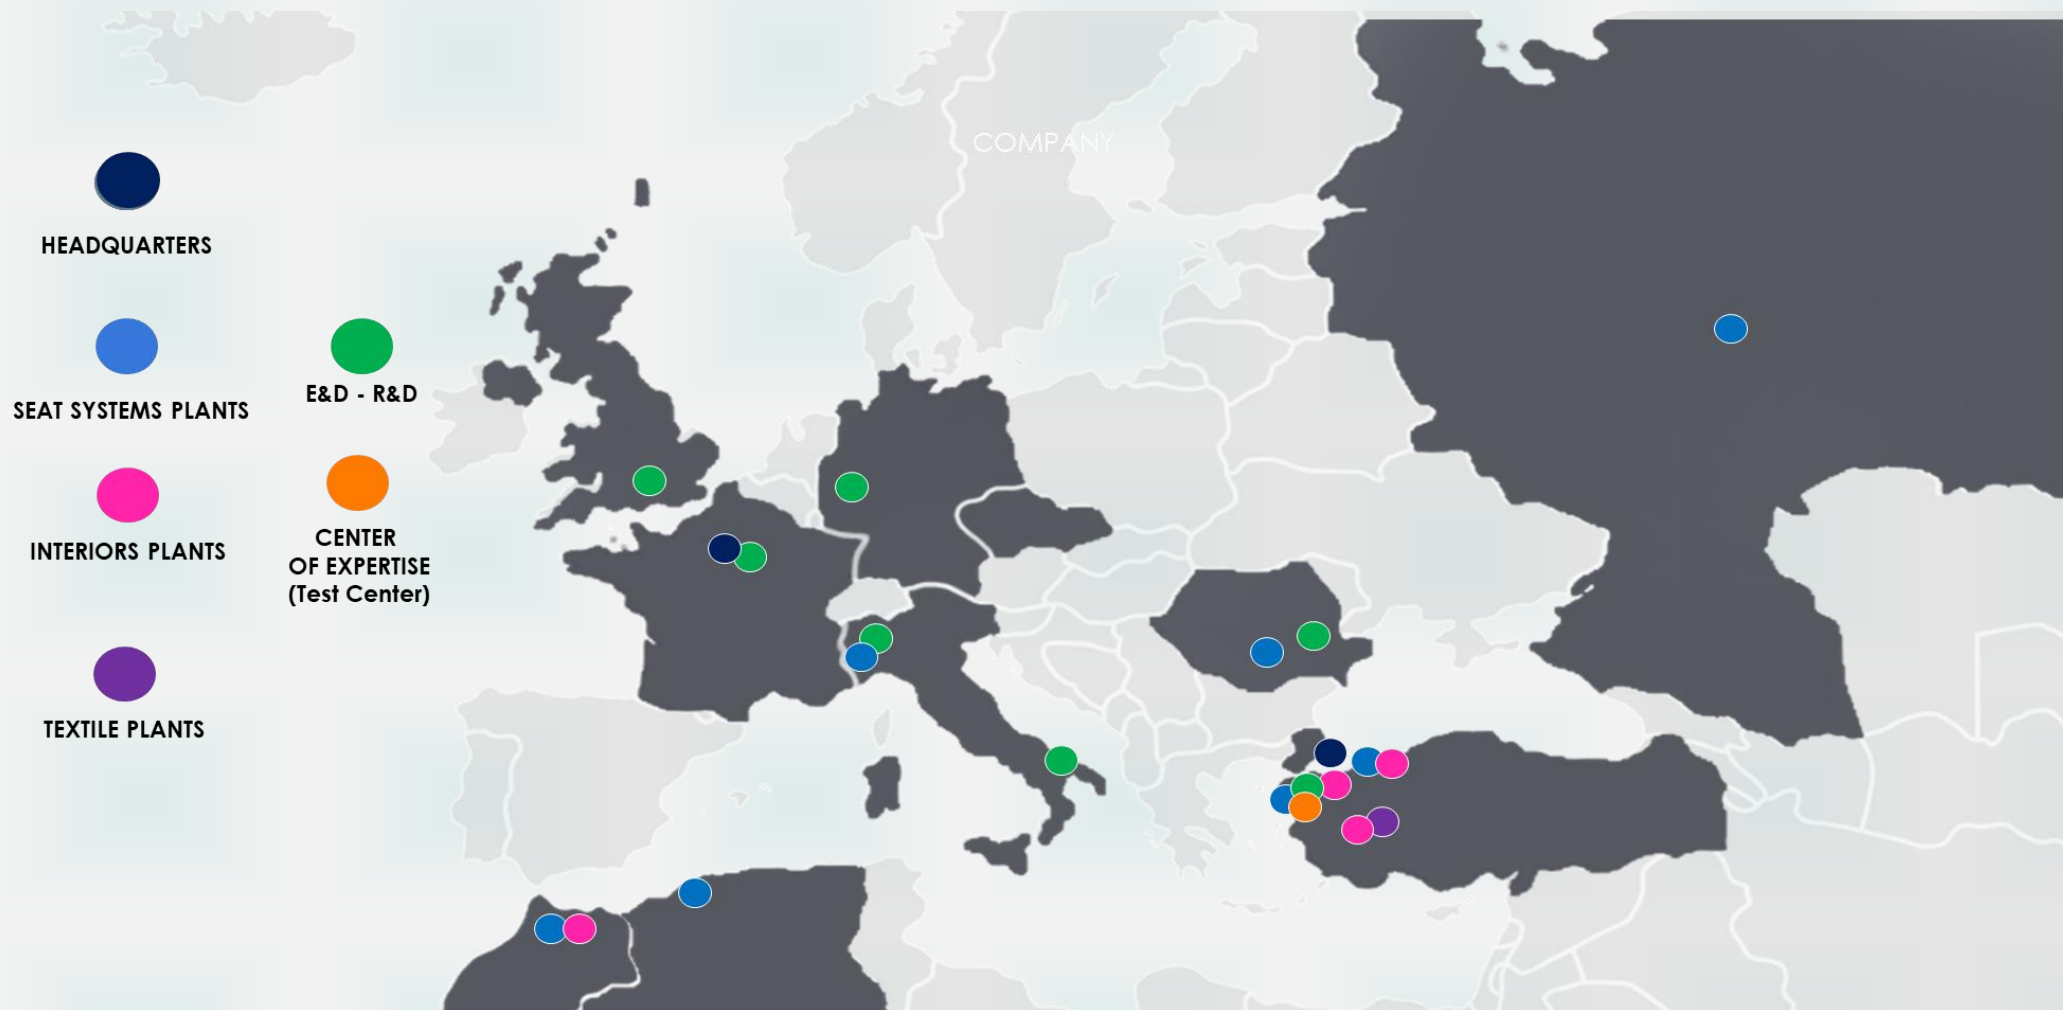 COMPANY
HEADQUARTERS
SEAT SYSTEMS PLANTS
E&D - R&D
INTERIORS PLANTS
CENTER
OF EXPERTISE
(Test Center)
TEXTILE PLANTS